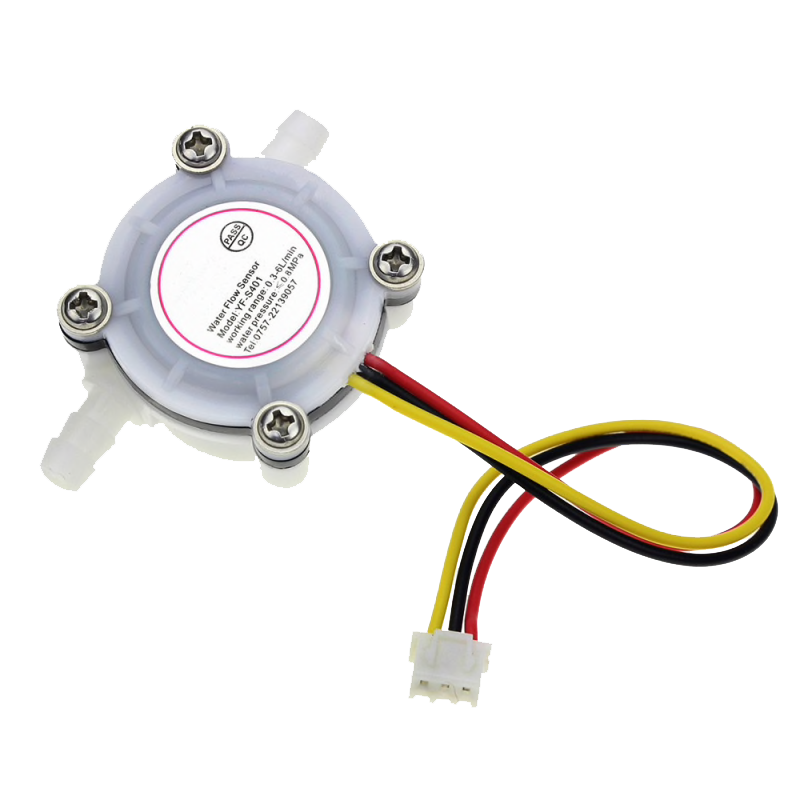 PASS
QC
Water Flow Sensor
Model:YF-S401
working range:0.3-6L/min
water pressure:≤0.8MPa
Tel:0757-22139057